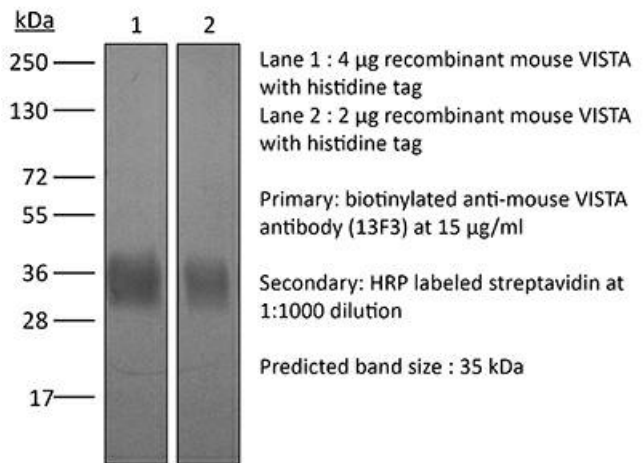 kDa
1 2
250
130
72
55
36
28
17
Lane 1 : 4 µg recombinant mouse VISTA
with histidine tag
Lane 2 : 2 µg recombinant mouse VISTA
with histidine tag
Primary: biotinylated anti-mouse VISTA
antibody (13F3) at 15 µg/ml
Secondary: HRP labeled streptavidin at
1:1000 dilution
Predicted band size : 35 kDa